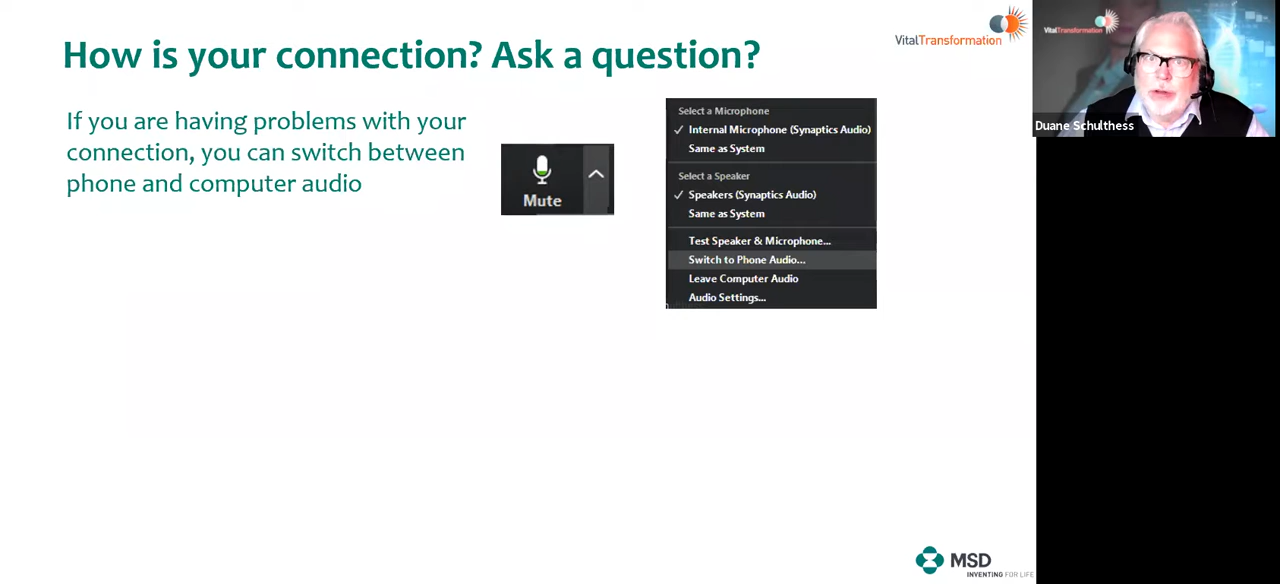 How is your connection? Ask a question?
VitalTransformation
VitalTransformation
Duane Schulthess
If you are having problems with your
connection, you can switch between
phone and computer audio
Mute
Select a Microphone
✓ Internal Microphone (Synaptics Audio)
Same as System
Select a Speaker
✓ Speakers (Synaptics Audio)
Same as System
Test Speaker & Microphone...
Switch to Phone Audio...
Leave Computer Audio
Audio Settings...
MSD
INVENTING FOR LIFE